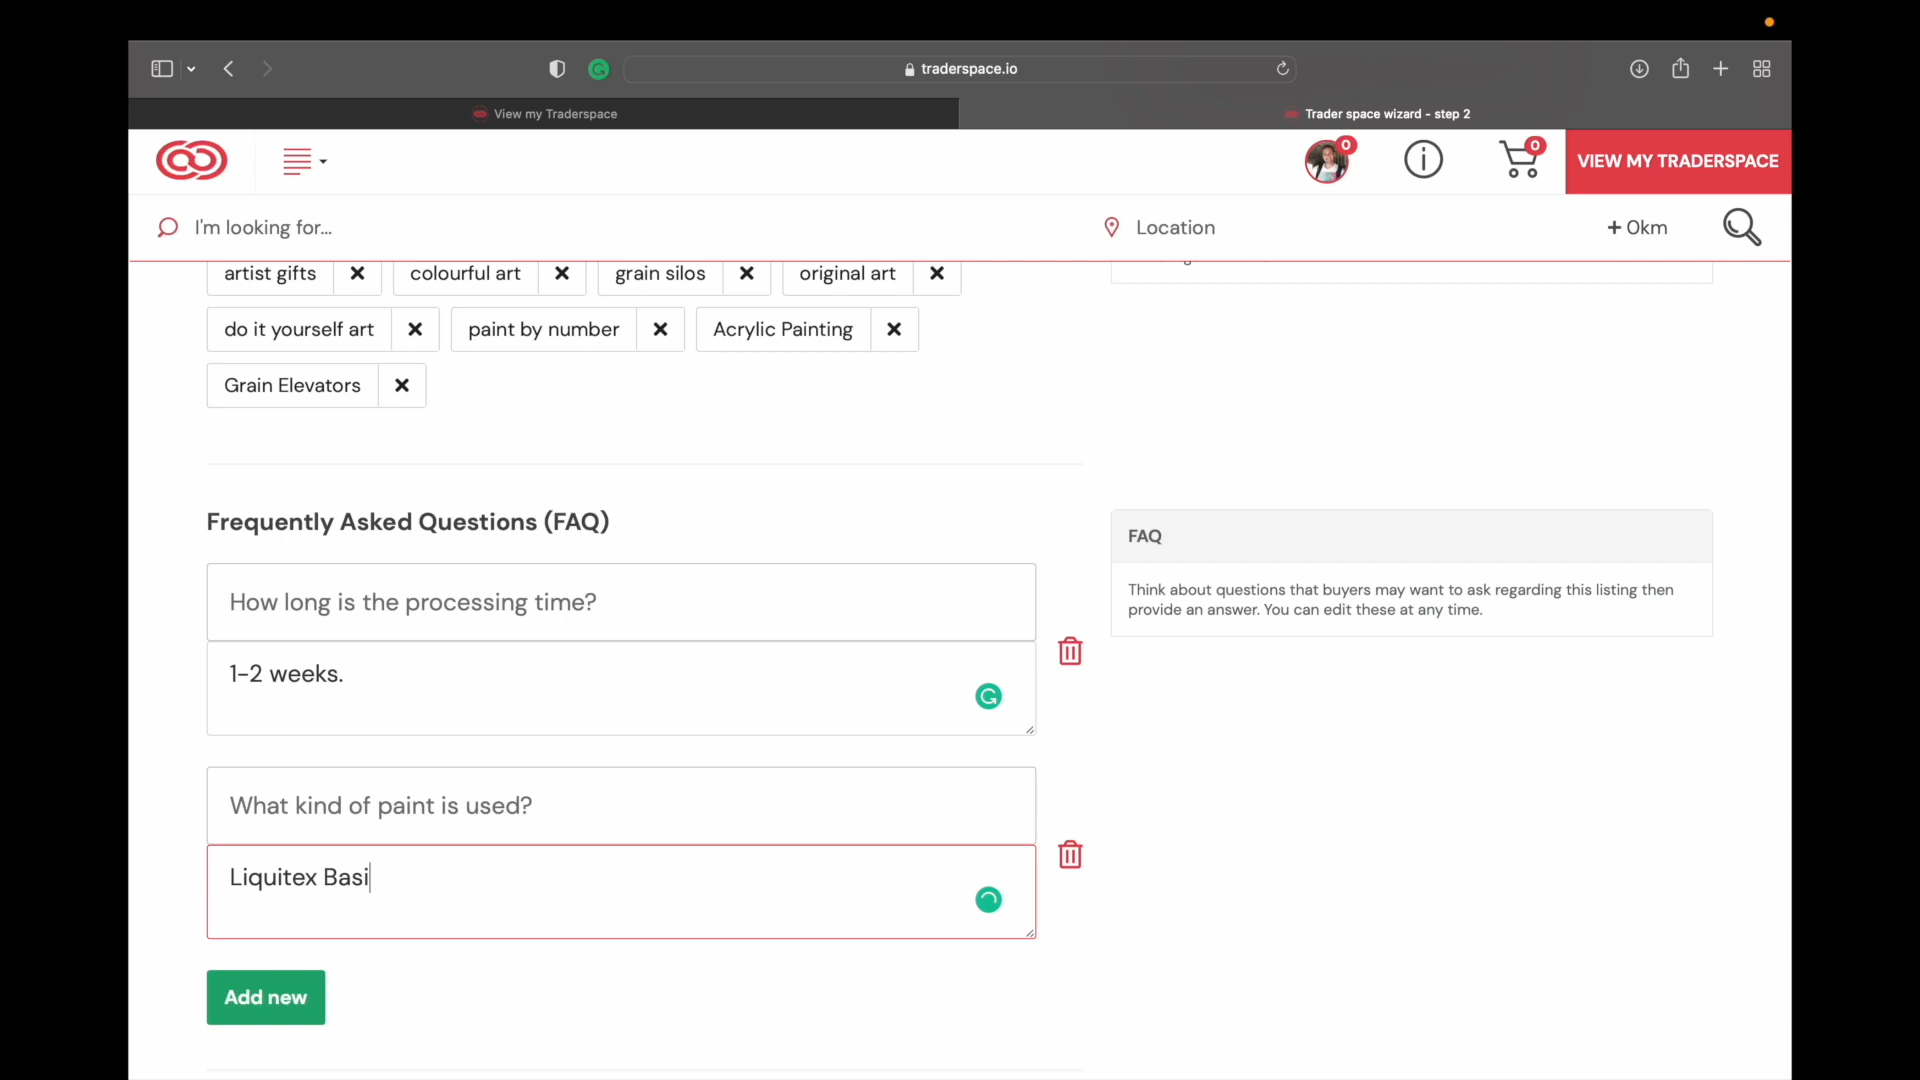 traderspace.io
View my Traderspace
Trader space wizard - step 2
0
0
VIEW MY TRADERSPACE
I'm looking for...
Location
+ 0km
artist gifts
colourful art
grain silos
original art
do it yourself art
paint by number
Acrylic Painting
Grain Elevators
Frequently Asked Questions (FAQ)
How long is the processing time?
1-2 weeks.
What kind of paint is used?
Liquitex Basi
Add new
FAQ
Think about questions that buyers may want to ask regarding this listing then
provide an answer. You can edit these at any time.